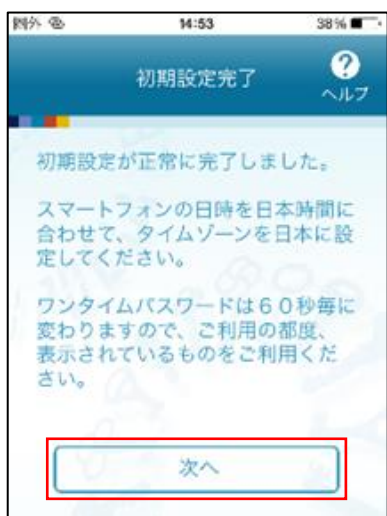 圏外 14:53 38%
初期設定完了
ヘルプ
初期設定が正常に完了しました。
スマートフォンの日時を日本時間に
合わせて、タイムゾーンを日本に設
定してください。
ワンタイムパスワードは60秒毎に
変わりますので、ご利用の都度、
表示されているものをご利用くだ
さい。
次へ